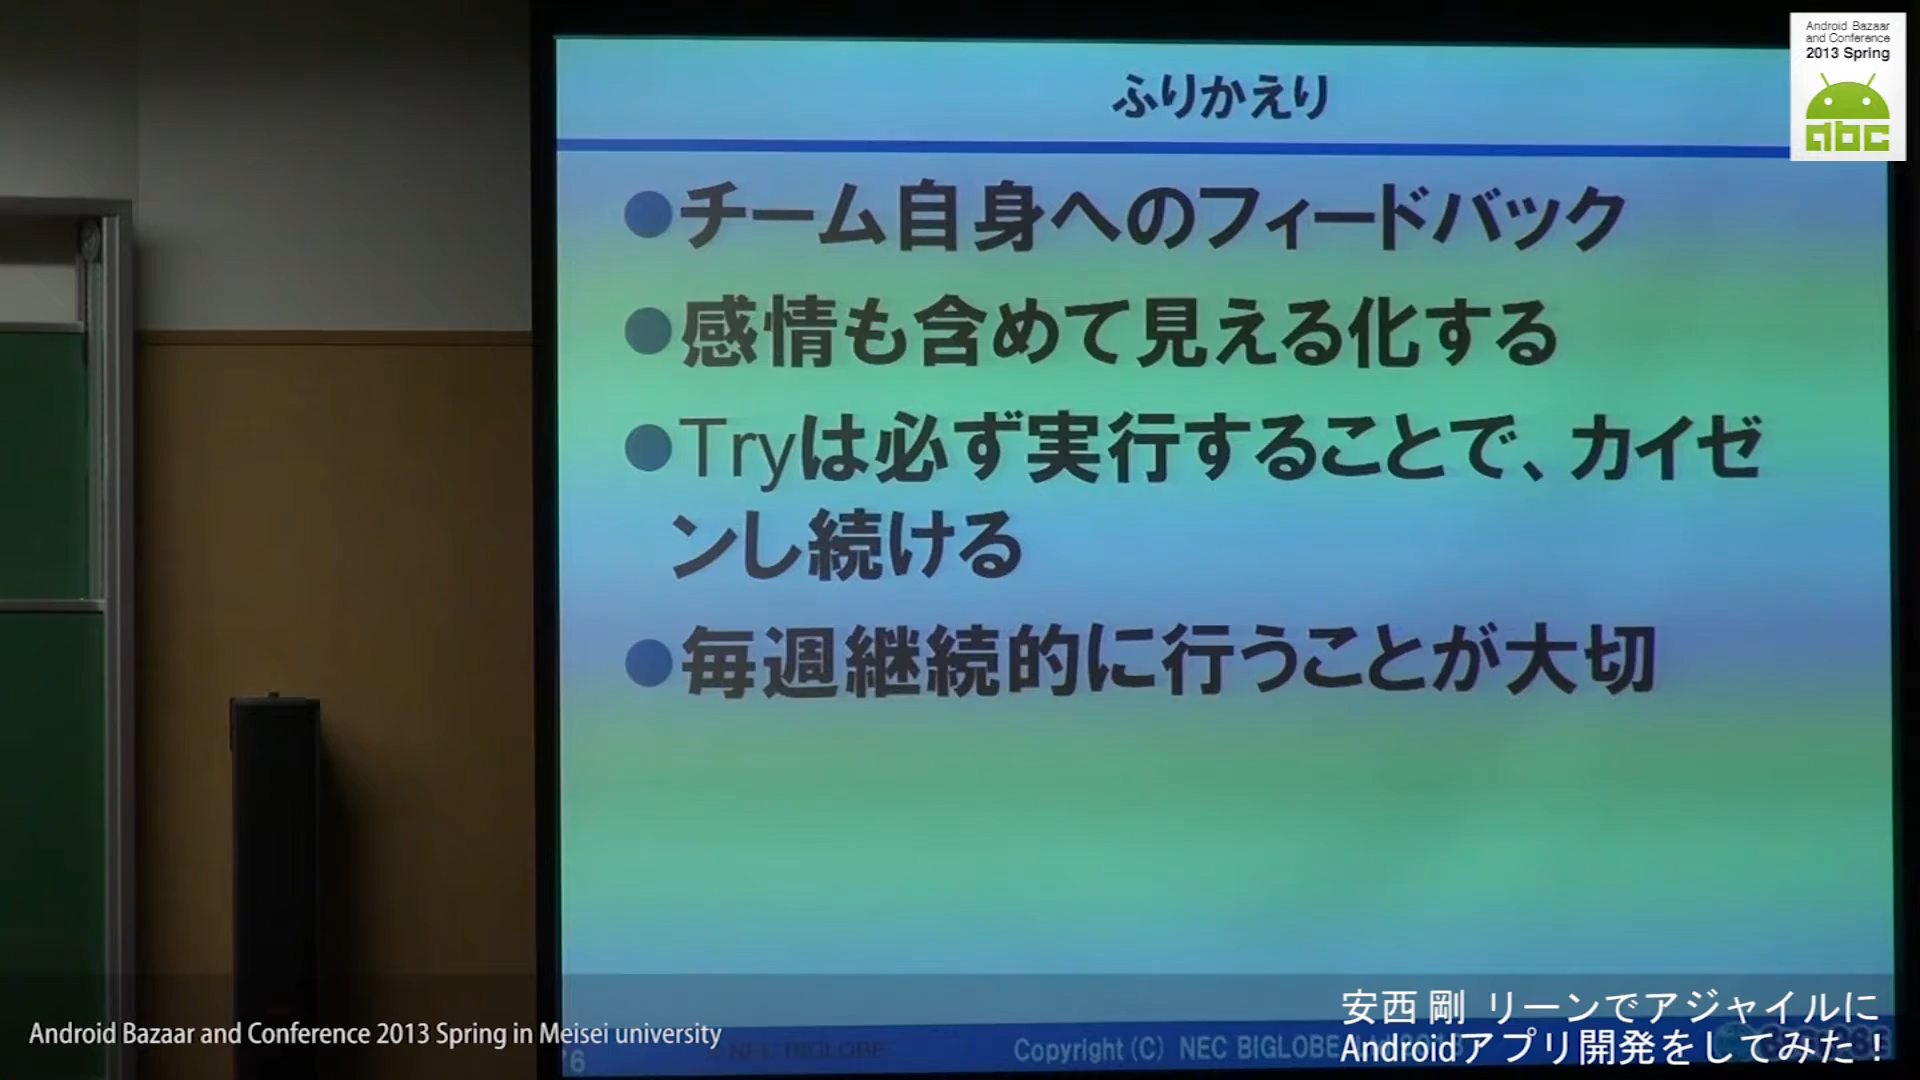 Android Bazaar
and Conference
2013 Spring
abc
ふりかえり
●チーム自身へのフィードバック
●感情も含めて見える化する
●Tryは必ず実行することで、カイゼ
ンし続ける
●毎週継続的に行うことが大切
安西 剛 リーンでアジャイルに
Androidアプリ開発をしてみた！
Android Bazaar and Conference 2013 Spring in Meisei university
NEC BIGLOBE
Copyright (C) NEC BIGLOBE